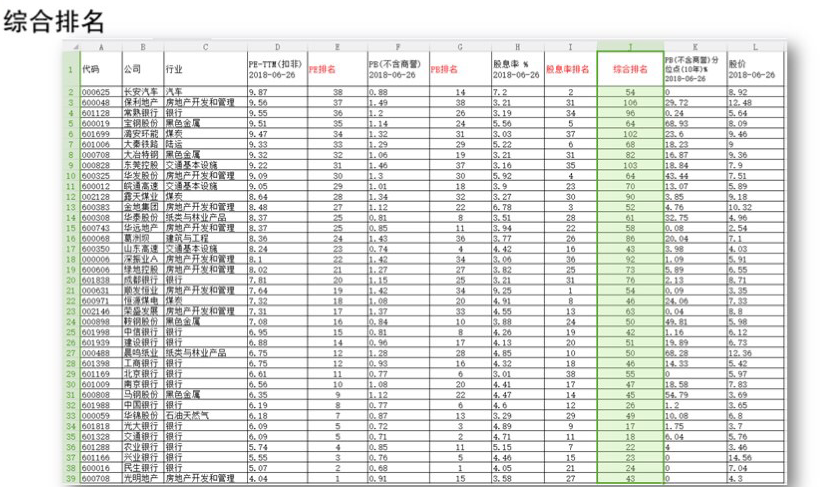 综合排名
A B C D E F G H I J K L
1 代码 公司 行业 PE-TTM(扣非) 2018-06-26 PE排名 PB(不含商誉) 2018-06-26 PB排名 股息率 % 2018-06-26 股息率排名 综合排名 PB(不含商誉)分位点(10年)% 2018-06-26 股价 2018-06-26
2 000625 长安汽车 汽车 9.87 38 0.88 14 7.2 2 54 0 8.92
3 600048 保利地产 房地产开发和管理 9.56 37 1.49 38 3.21 31 106 29.72 12.48
4 601128 常熟银行 银行 9.55 36 1.2 26 3.19 34 96 0.24 5.64
5 600019 宝钢股份 黑色金属 9.51 35 1.14 24 5.56 5 64 68.93 8.09
6 601699 潞安环能 煤炭 9.47 34 1.32 31 3.03 37 102 23.6 9.46
7 601006 大秦铁路 陆运 9.33 33 1.29 29 5.22 6 68 18.23 9
8 000708 大冶特钢 黑色金属 9.32 32 1.06 19 3.21 31 82 16.87 9.36
9 000828 东莞控股 交通基本设施 9.22 31 1.46 37 3.16 35 103 18.84 7.9
10 600325 华发股份 房地产开发和管理 9.09 30 1.3 30 5.92 4 64 43.44 7.51
11 600012 皖通高速 交通基本设施 9.05 29 1.01 18 3.9 23 70 13.07 5.89
12 002128 露天煤业 煤炭 8.64 28 1.34 32 3.27 30 90 3.85 9.18
13 600383 金地集团 房地产开发和管理 8.48 27 1.12 22 6.78 3 52 4.76 10.32
14 600308 华泰股份 纸类与林业产品 8.37 25 0.81 8 3.51 28 61 32.75 4.96
15 600743 华远地产 房地产开发和管理 8.37 25 0.85 11 3.94 22 58 0.08 2.54
16 600068 葛洲坝 建筑与工程 8.36 24 1.43 36 3.77 26 86 20.04 7.1
17 600350 山东高速 交通基本设施 8.24 23 0.74 4 4.42 16 43 3.98 4.03
18 000006 深振业A 房地产开发和管理 8.1 22 1.42 34 3.06 36 92 1.09 5.91
19 600606 绿地控股 房地产开发和管理 8.02 21 1.27 27 3.82 25 73 5.89 6.55
20 601838 成都银行 银行 7.81 20 1.15 25 3.21 31 76 2.13 8.71
21 000631 顺发恒业 房地产开发和管理 7.64 19 1.42 34 9.25 1 54 0.09 3.35
22 600971 恒源煤电 煤炭 7.32 18 1.08 20 4.91 8 46 24.06 7.33
23 002146 荣盛发展 房地产开发和管理 7.31 17 1.37 33 4.55 13 63 0.04 8.8
24 000898 鞍钢股份 黑色金属 7.08 16 0.84 10 3.88 24 50 49.81 5.98
25 601998 中信银行 银行 6.95 15 0.81 8 4.26 19 42 1.16 6.12
26 601939 建设银行 银行 6.88 14 0.96 17 4.13 20 51 19.89 6.73
27 000488 晨鸣纸业 纸类与林业产品 6.75 12 1.28 28 4.85 10 50 68.28 12.36
28 601398 工商银行 银行 6.75 12 0.93 16 4.32 18 46 14.33 5.42
29 601169 北京银行 银行 6.61 11 0.77 6 3.01 38 55 0 5.97
30 601009 南京银行 银行 6.56 10 1.08 20 4.41 17 47 18.58 7.83
31 600808 马钢股份 黑色金属 6.35 9 1.12 22 4.47 14 45 54.79 3.69
32 601988 中国银行 银行 6.19 8 0.77 6 4.6 12 26 1.2 3.65
33 000059 华锦股份 石油天然气 6.18 7 0.87 13 3.29 29 49 10.08 6.8
34 601818 光大银行 银行 6.09 5 0.72 3 4.89 9 17 1.75 3.7
35 601328 交通银行 银行 6.09 5 0.71 2 4.71 11 18 6.04 5.76
36 601288 农业银行 银行 5.74 4 0.85 11 5.15 7 22 4 3.46
37 601166 兴业银行 银行 5.55 3 0.76 5 4.46 15 23 0 14.56
38 600016 民生银行 银行 5.07 2 0.68 1 4.05 21 24 0 7.04
39 600708 光明地产 房地产开发和管理 4.04 1 0.91 15 3.58 27 43 0 4.3